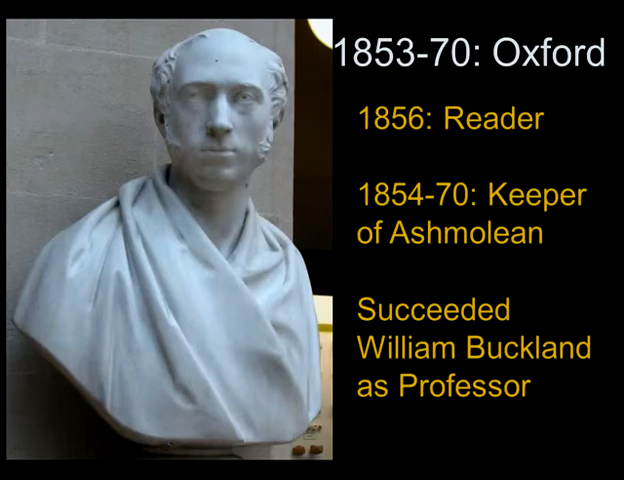 1853-70: Oxford
1856: Reader
1854-70: Keeper
of Ashmolean
Succeeded
William Buckland
as Professor